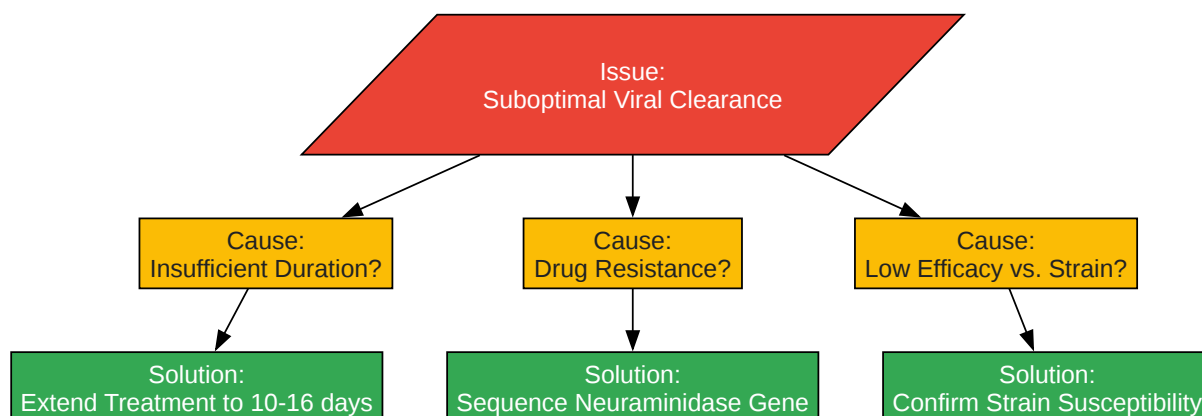 Issue:
Suboptimal Viral Clearance
Cause:
Insufficient Duration?
Cause:
Drug Resistance?
Cause:
Low Efficacy vs. Strain?
Solution:
Extend Treatment to 10-16 days
Solution:
Sequence Neuraminidase Gene
Solution:
Confirm Strain Susceptibility